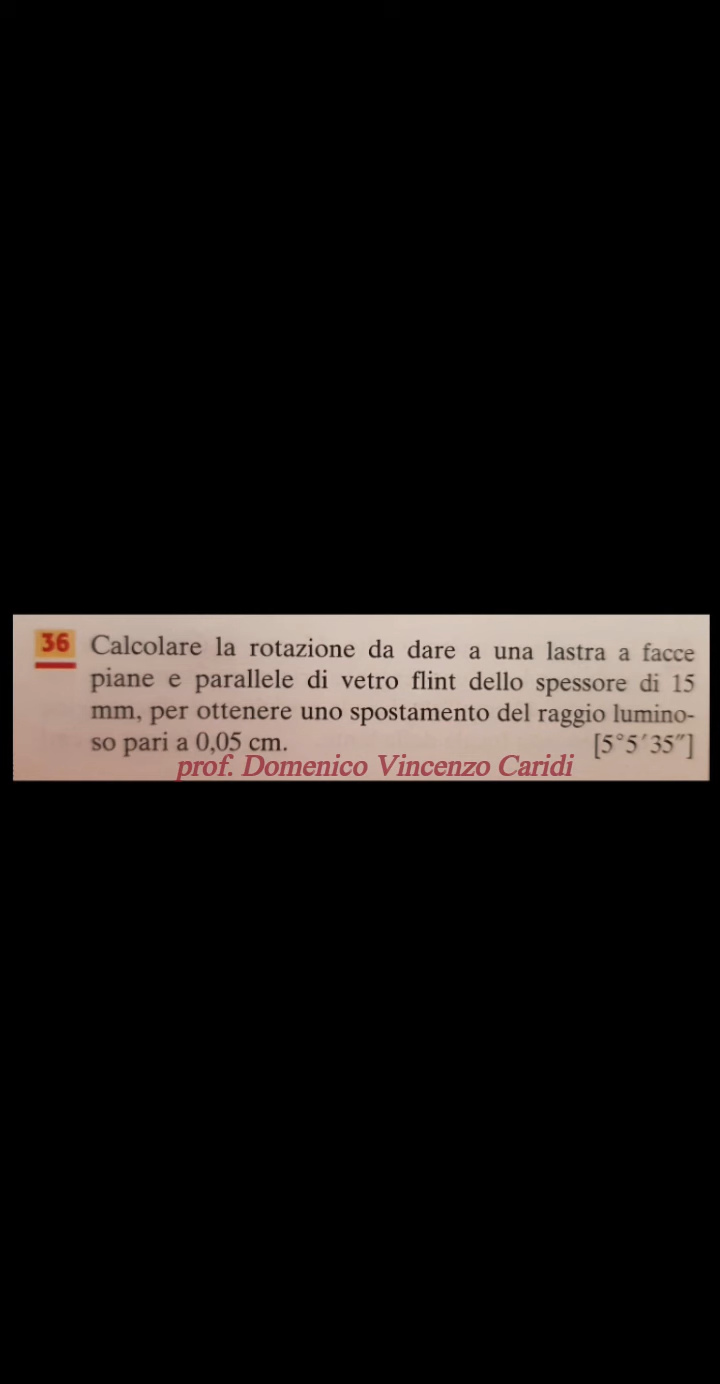 36 Calcolare la rotazione da dare a una lastra a facce
piane e parallele di vetro flint dello spessore di 15
mm, per ottenere uno spostamento del raggio lumino-
so pari a 0,05 cm. [5°5′35″]
prof. Domenico Vincenzo Caridi